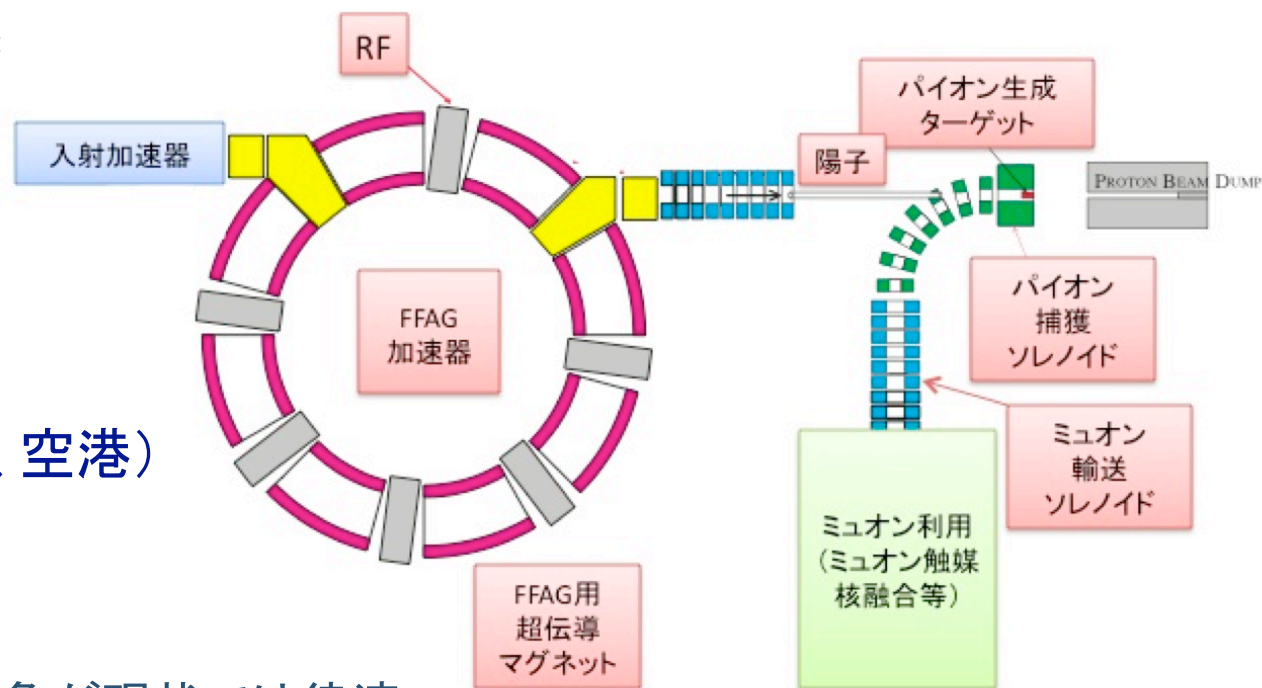 RF
入射加速器
パイオン生成
ターゲット
陽子
PROTON BEAM DUMP
FFAG
加速器
パイオン
捕獲
ソレノイド
空港）
ミュオン
輸送
ソレノイド
ミュオン利用
（ミュオン触媒
核融合等）
FFAG用
超伝導
マグネット